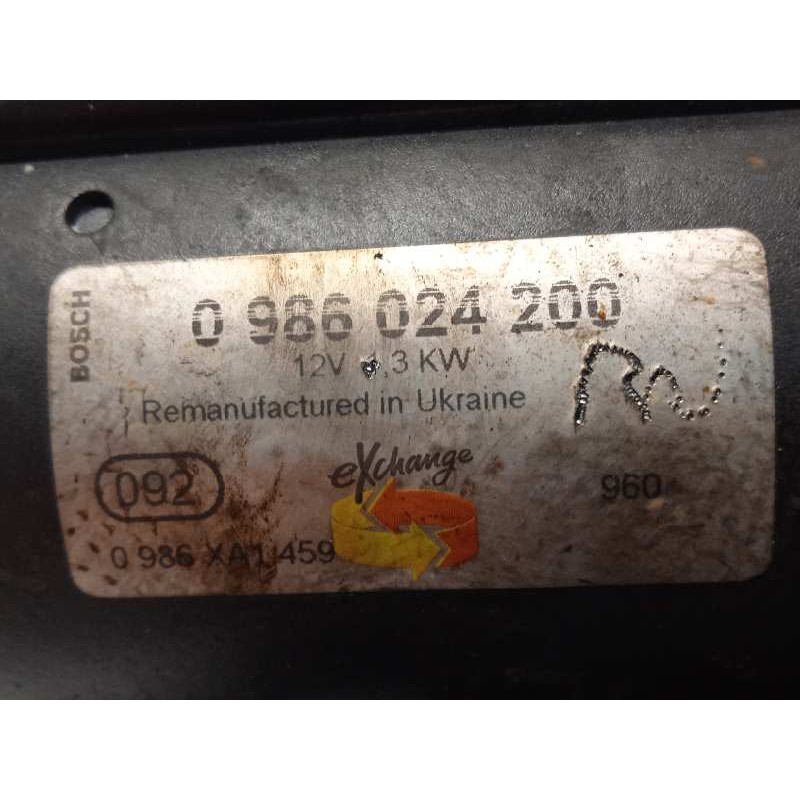 BOSCH
0 986 024 200
12V .3 KW
Remanufactured in Ukraine
eXchange
092
960
0 986 XA1 459